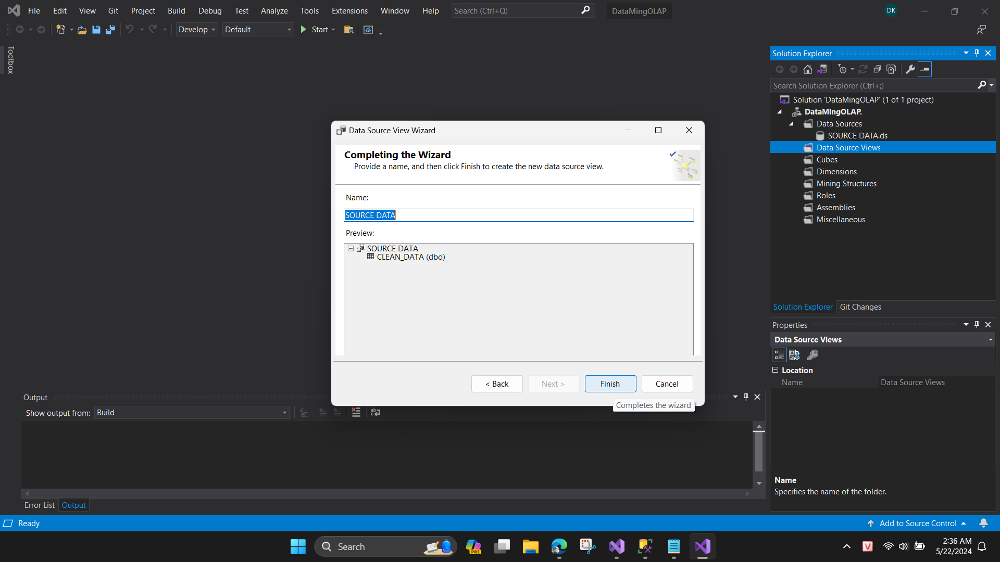 File Edit View Git Project Build Debug Test Analyze Tools Extensions Window Help Search (Ctrl+Q) DataMingOLAP DK
Develop Default Start
Toolbox
Solution Explorer
Search Solution Explorer (Ctrl+;)
Solution 'DataMingOLAP' (1 of 1 project)
DataMingOLAP.
Data Sources
SOURCE DATA.ds
Data Source Views
Cubes
Dimensions
Mining Structures
Roles
Assemblies
Miscellaneous
Solution Explorer Git Changes
Data Source View Wizard
Completing the Wizard
Provide a name, and then click Finish to create the new data source view.
Name:
SOURCE DATA
Preview:
SOURCE DATA
CLEAN_DATA (dbo)
< Back Next > Finish Cancel
Completes the wizard
Properties
Data Source Views
Location
Name Data Source Views
Name
Specifies the name of the folder.
Output
Show output from: Build
Error List Output
Ready Add to Source Control
Search PRE V 2:36 AM
5/22/2024